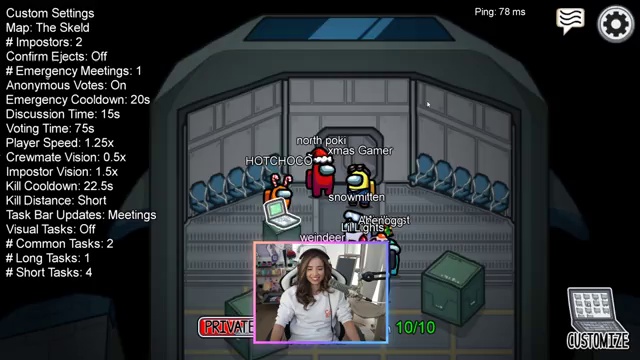 Custom Settings
Map: The Skeld
# Impostors: 2
Confirm Ejects: Off
# Emergency Meetings: 1
Anonymous Votes: On
Emergency Cooldown: 20s
Discussion Time: 15s
Voting Time: 75s
Player Speed: 1.25x
Crewmate Vision: 0.5x
Impostor Vision: 1.5x
Kill Cooldown: 22.5s
Kill Distance: Short
Task Bar Updates: Meetings
Visual Tasks: Off
# Common Tasks: 2
# Long Tasks: 1
# Short Tasks: 4
Ping: 78 ms
north poki
xmas Gamer
HOTCHOCO
snowmitten
Lil Lights
weindeer
PRIVATE
10/10
CUSTOMIZE